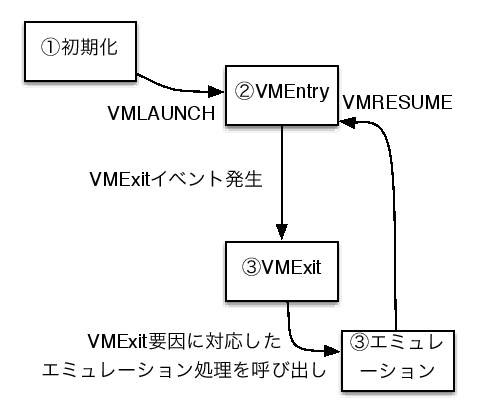 ①初期化
VMLAUNCH
②VMEntry
VMRESUME
VMExitイベント発生
③VMExit
VMExit要因に対応した
エミュレーション処理を呼び出し
③エミュレ
ーション